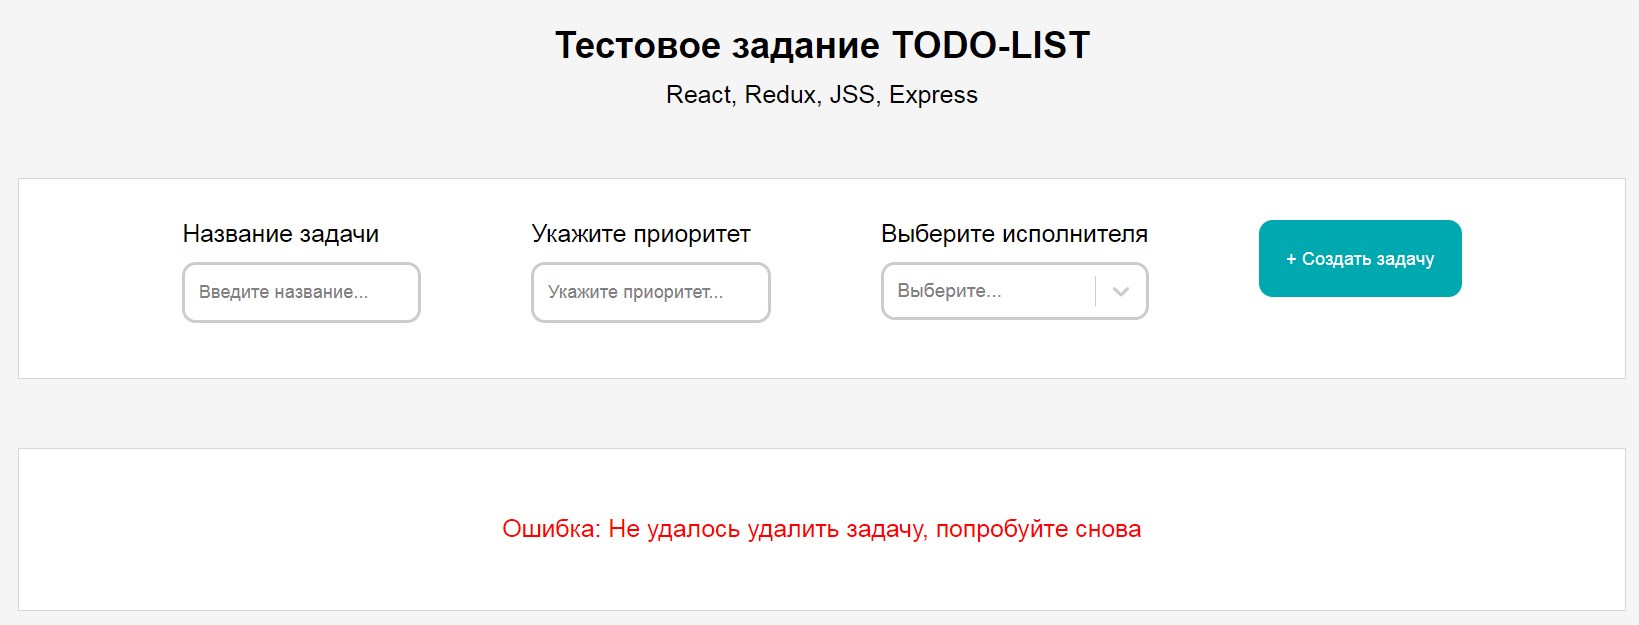 Тестовое задание TODO-LIST
React, Redux, JSS, Express
Название задачи
Введите название...
Укажите приоритет
Укажите приоритет...
Выберите исполнителя
Выберите...
+ Создать задачу
Ошибка: Не удалось удалить задачу, попробуйте снова